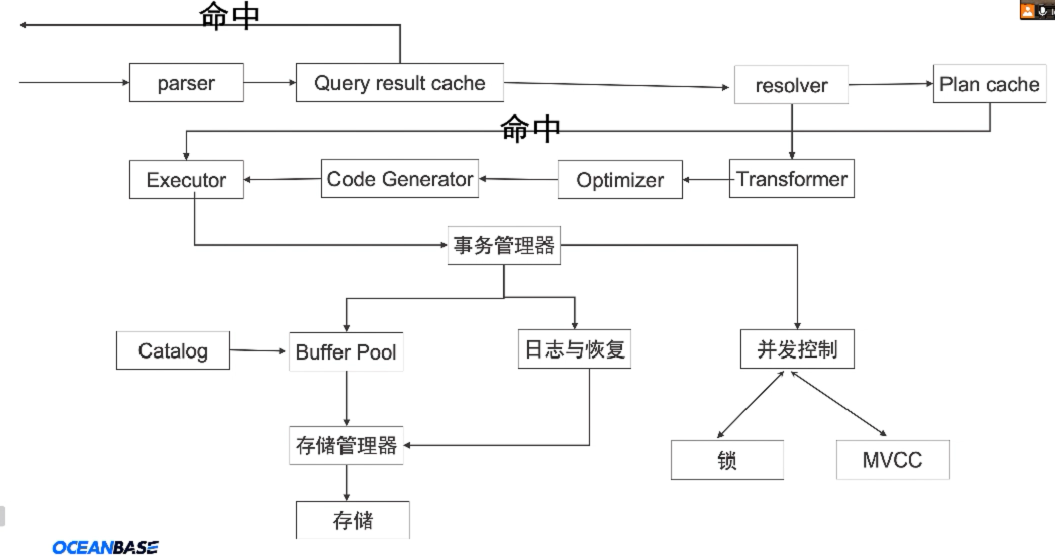 命中
parser
Query result cache
resolver
Plan cache
命中
Executor
Code Generator
Optimizer
Transformer
事务管理器
Catalog
Buffer Pool
日志与恢复
并发控制
存储管理器
锁
MVCC
存储
OCEANBASE